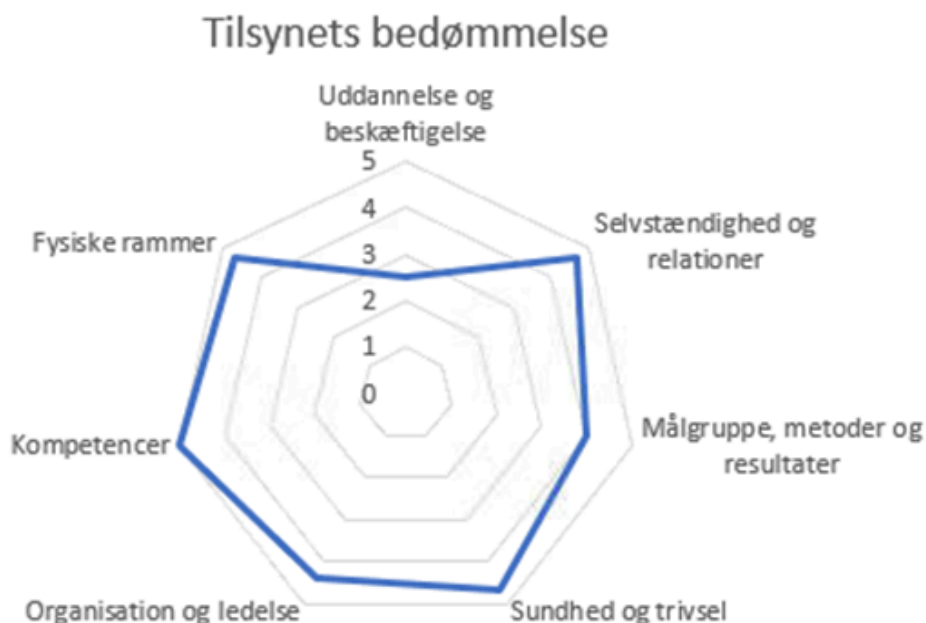 Tilsynets bedømmelse
Uddannelse og
beskæftigelse
5
4
3
2
1
0
Selvstændighed og
relationer
Målgruppe, metoder og
resultater
Sundhed og trivsel
Organisation og ledelse
Kompetencer
Fysiske rammer